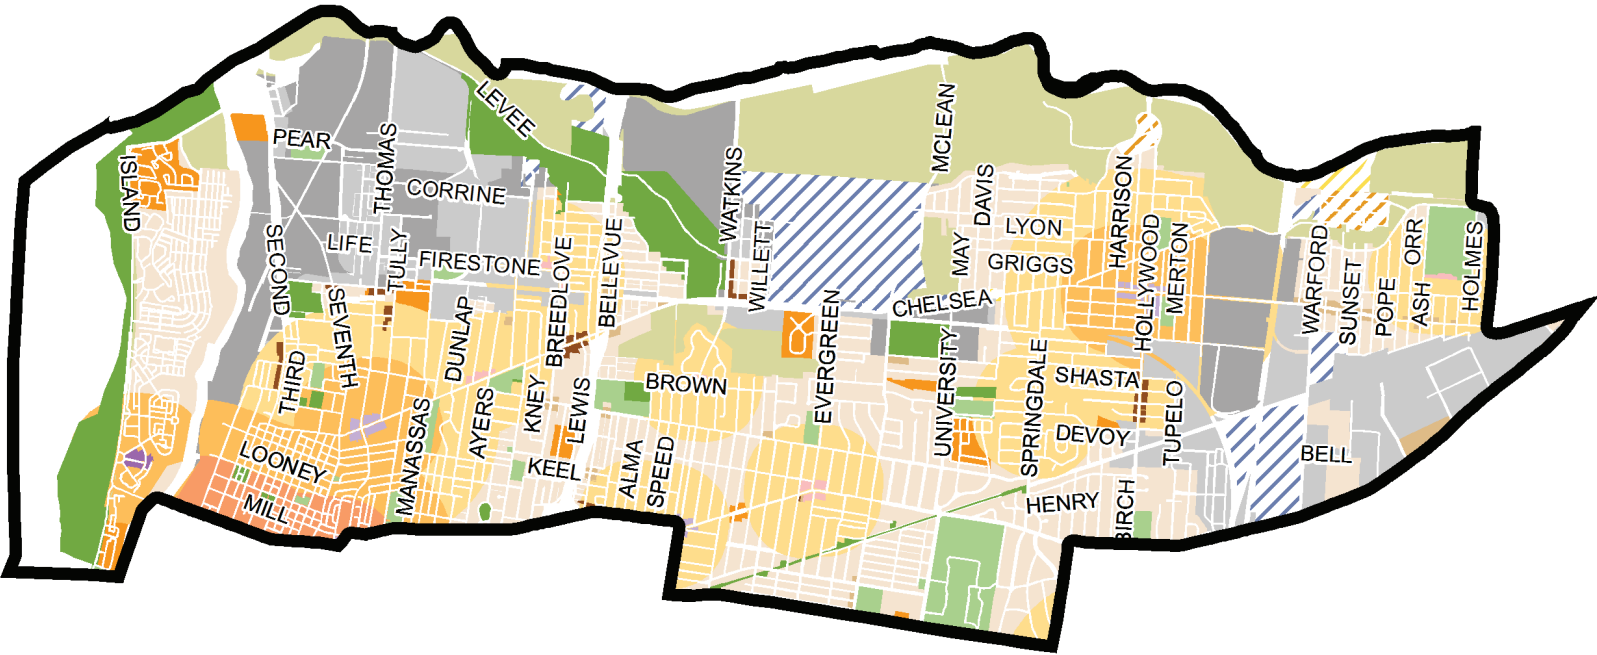 LEVEE
PEAR
THOMAS
CORRINE
ISLAND
SECOND
LIFE
TULLY
FIRESTONE
BREEDLOVE
BELLEVUE
WATKINS
WILLETT
MCLEAN
DAVIS
MAY
LYON
GRIGGS
HARRISON
HOLLYWOOD
MERTON
WARFORD
SUNSET
POPE
ASH
ORR
HOLMES
CHELSEA
EVERGREEN
UNIVERSITY
SPRINGDALE
SHASTA
DEVOY
TUPELO
BELL
THIRD
SEVENTH
DUNLAP
AYERS
KNEY
LEWIS
BROWN
LOONEY
MILL
MANASSAS
KEEL
ALMA
SPEED
HENRY
BIRCH